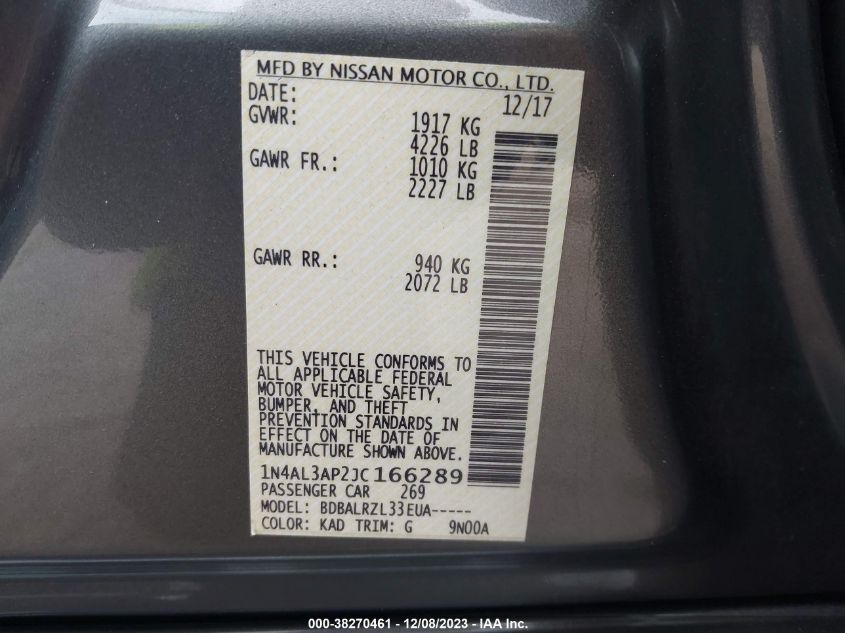 MFD BY NISSAN MOTOR CO., LTD.
DATE: 12/17
GVWR: 1917 KG
4226 LB
GAWR FR.: 1010 KG
2227 LB
GAWR RR.: 940 KG
2072 LB
THIS VEHICLE CONFORMS TO
ALL APPLICABLE FEDERAL
MOTOR VEHICLE SAFETY,
BUMPER, AND THEFT
PREVENTION STANDARDS IN
EFFECT ON THE DATE OF
MANUFACTURE SHOWN ABOVE.
1N4AL3AP2JC166289
PASSENGER CAR 269
MODEL: BDBALRZL33EUA-----
COLOR: KAD TRIM: G 9N00A
000-38270461 - 12/08/2023 - IAA Inc.